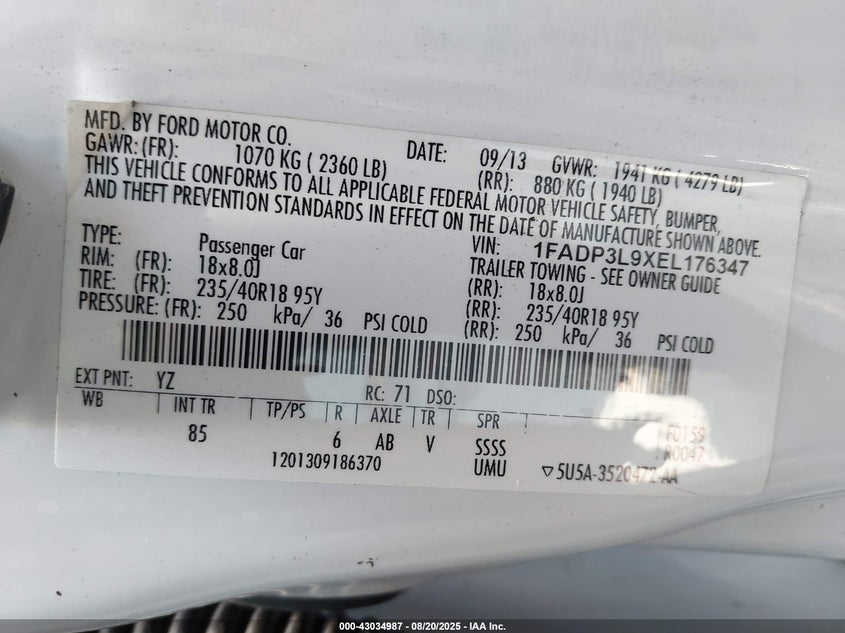 MFD. BY FORD MOTOR CO.
DATE: 09/13 GVWR: 1941 KG ( 4279 LB)
GAWR: (FR): 1070 KG ( 2360 LB) (RR): 880 KG ( 1940 LB)
THIS VEHICLE CONFORMS TO ALL APPLICABLE FEDERAL MOTOR VEHICLE SAFETY, BUMPER,
AND THEFT PREVENTION STANDARDS IN EFFECT ON THE DATE OF MANUFACTURE SHOWN ABOVE.
TYPE: Passenger Car VIN: 1FADP3L9XEL176347
TRAILER TOWING - SEE OWNER GUIDE
RIM: (FR): 18x8.0J (RR): 18x8.0J
TIRE: (FR): 235/40R18 95Y (RR): 235/40R18 95Y
PRESSURE: (FR): 250 kPa/ 36 PSI COLD (RR): 250 kPa/ 36 PSI COLD
EXT PNT: YZ RC: 71 DSO:
WB INT TR TP/PS R AXLE TR SPR
85 6 AB V SSSS
F0159
R0047
1201309186370 UMU ▽5U5A-3520472-AA
000-43034987 - 08/20/2025 - IAA Inc.